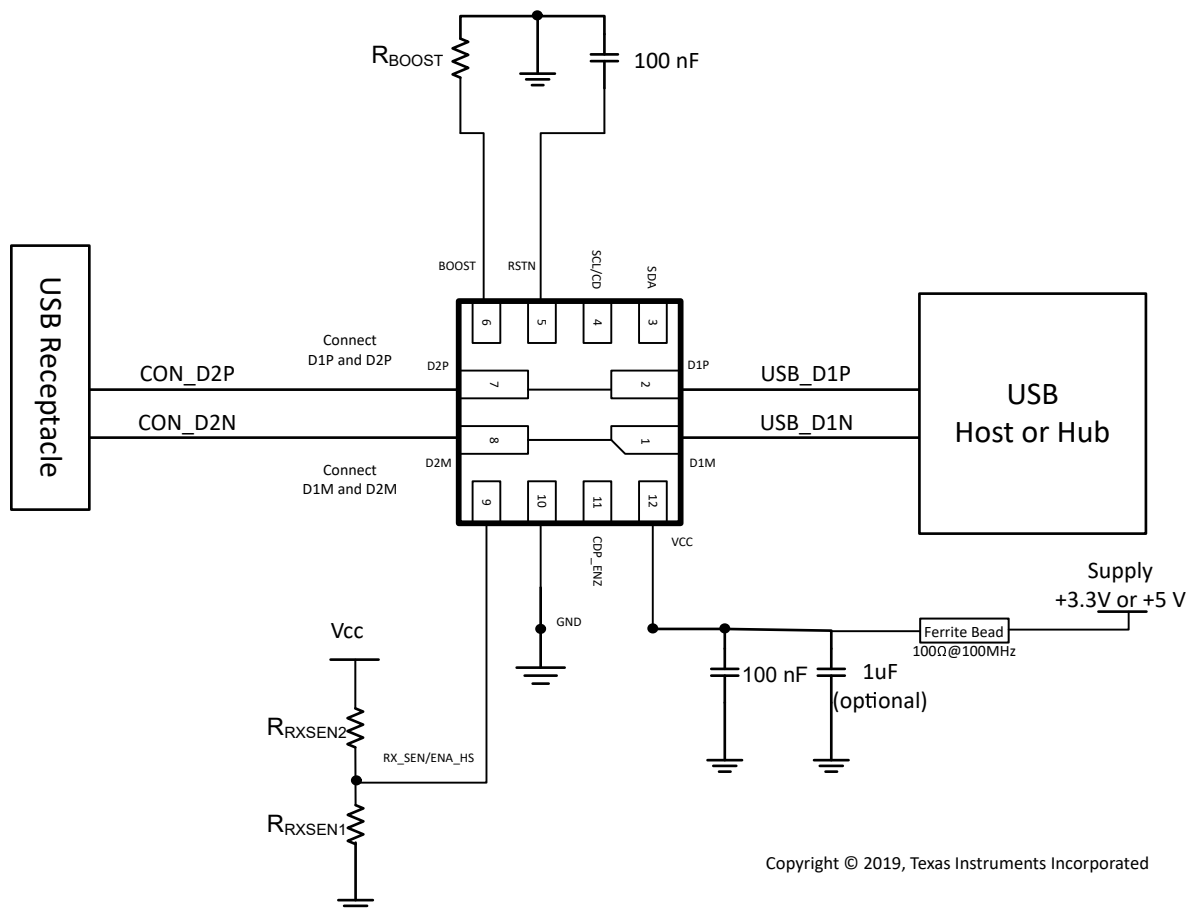 R_BOOST
100 nF
BOOST
RSTN
SCL/CD
SDA
6
5
4
3
USB Receptacle
Connect
D1P and D2P
CON_D2P
D2P
7
2
D1P
USB_D1P
USB
Host or Hub
CON_D2N
8
1
USB_D1N
D2M
D1M
Connect
D1M and D2M
9
10
11
12
CDP_ENZ
VCC
GND
Supply
+3.3V or +5 V
Ferrite Bead
100Ω@100MHz
100 nF
1uF
(optional)
Vcc
R_RXSEN2
RX_SEN/ENA_HS
R_RXSEN1
Copyright © 2019, Texas Instruments Incorporated